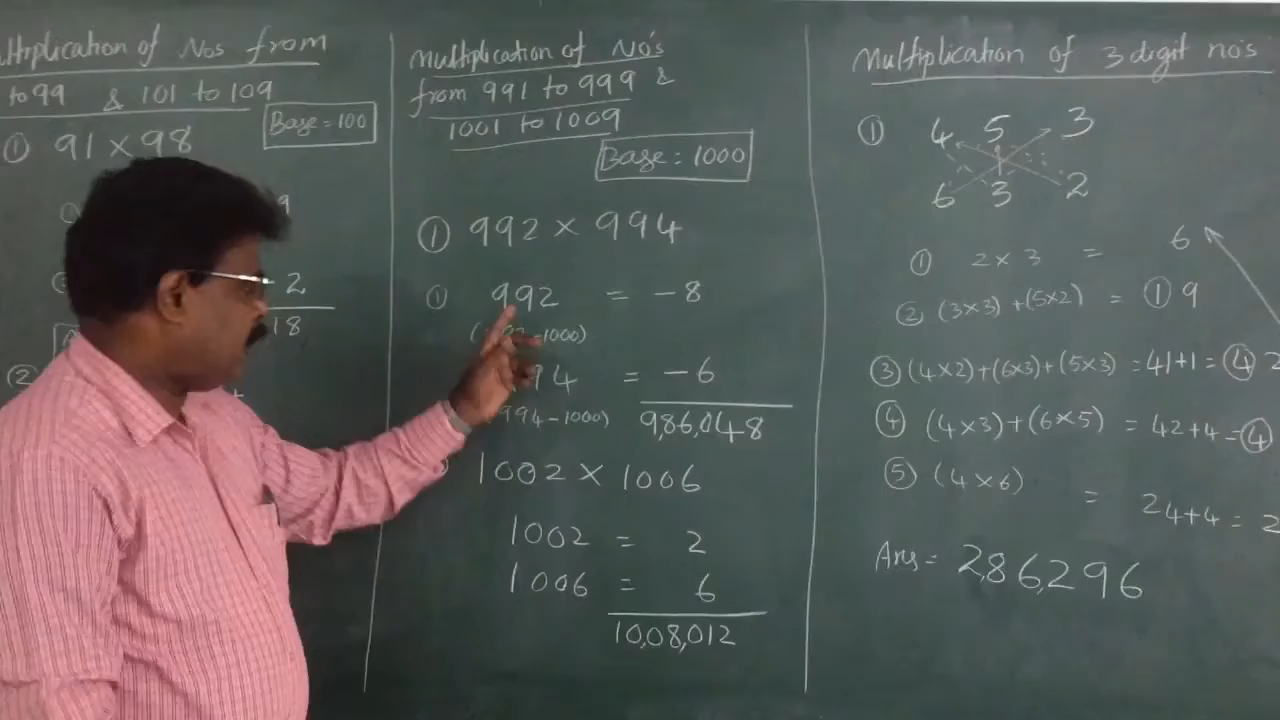 ltiplication of Nos from
to 99 & 101 to 109
Base = 100
① 91 × 98
9
- 2
18
②
Multiplication of No's
from 991 to 999 &
1001 to 1009
Base = 1000
① 992 × 994
① 992 = - 8
- 1000)
94 = - 6
994 - 1000) 9,86,048
1002 × 1006
1002 = 2
1006 = 6
10,08,012
Multiplication of 3 digit no's
① 4 5 3
6 3 2
① 2 × 3 = 6
② (3×3) + (5×2) = ① 9
③ (4×2)+(6×3)+(5×3) = 41+1 = ④ 2
④ (4×3)+(6×5) = 42+4 = ④
⑤ (4×6) = 24+4 = 2
Ans = 2,86,296